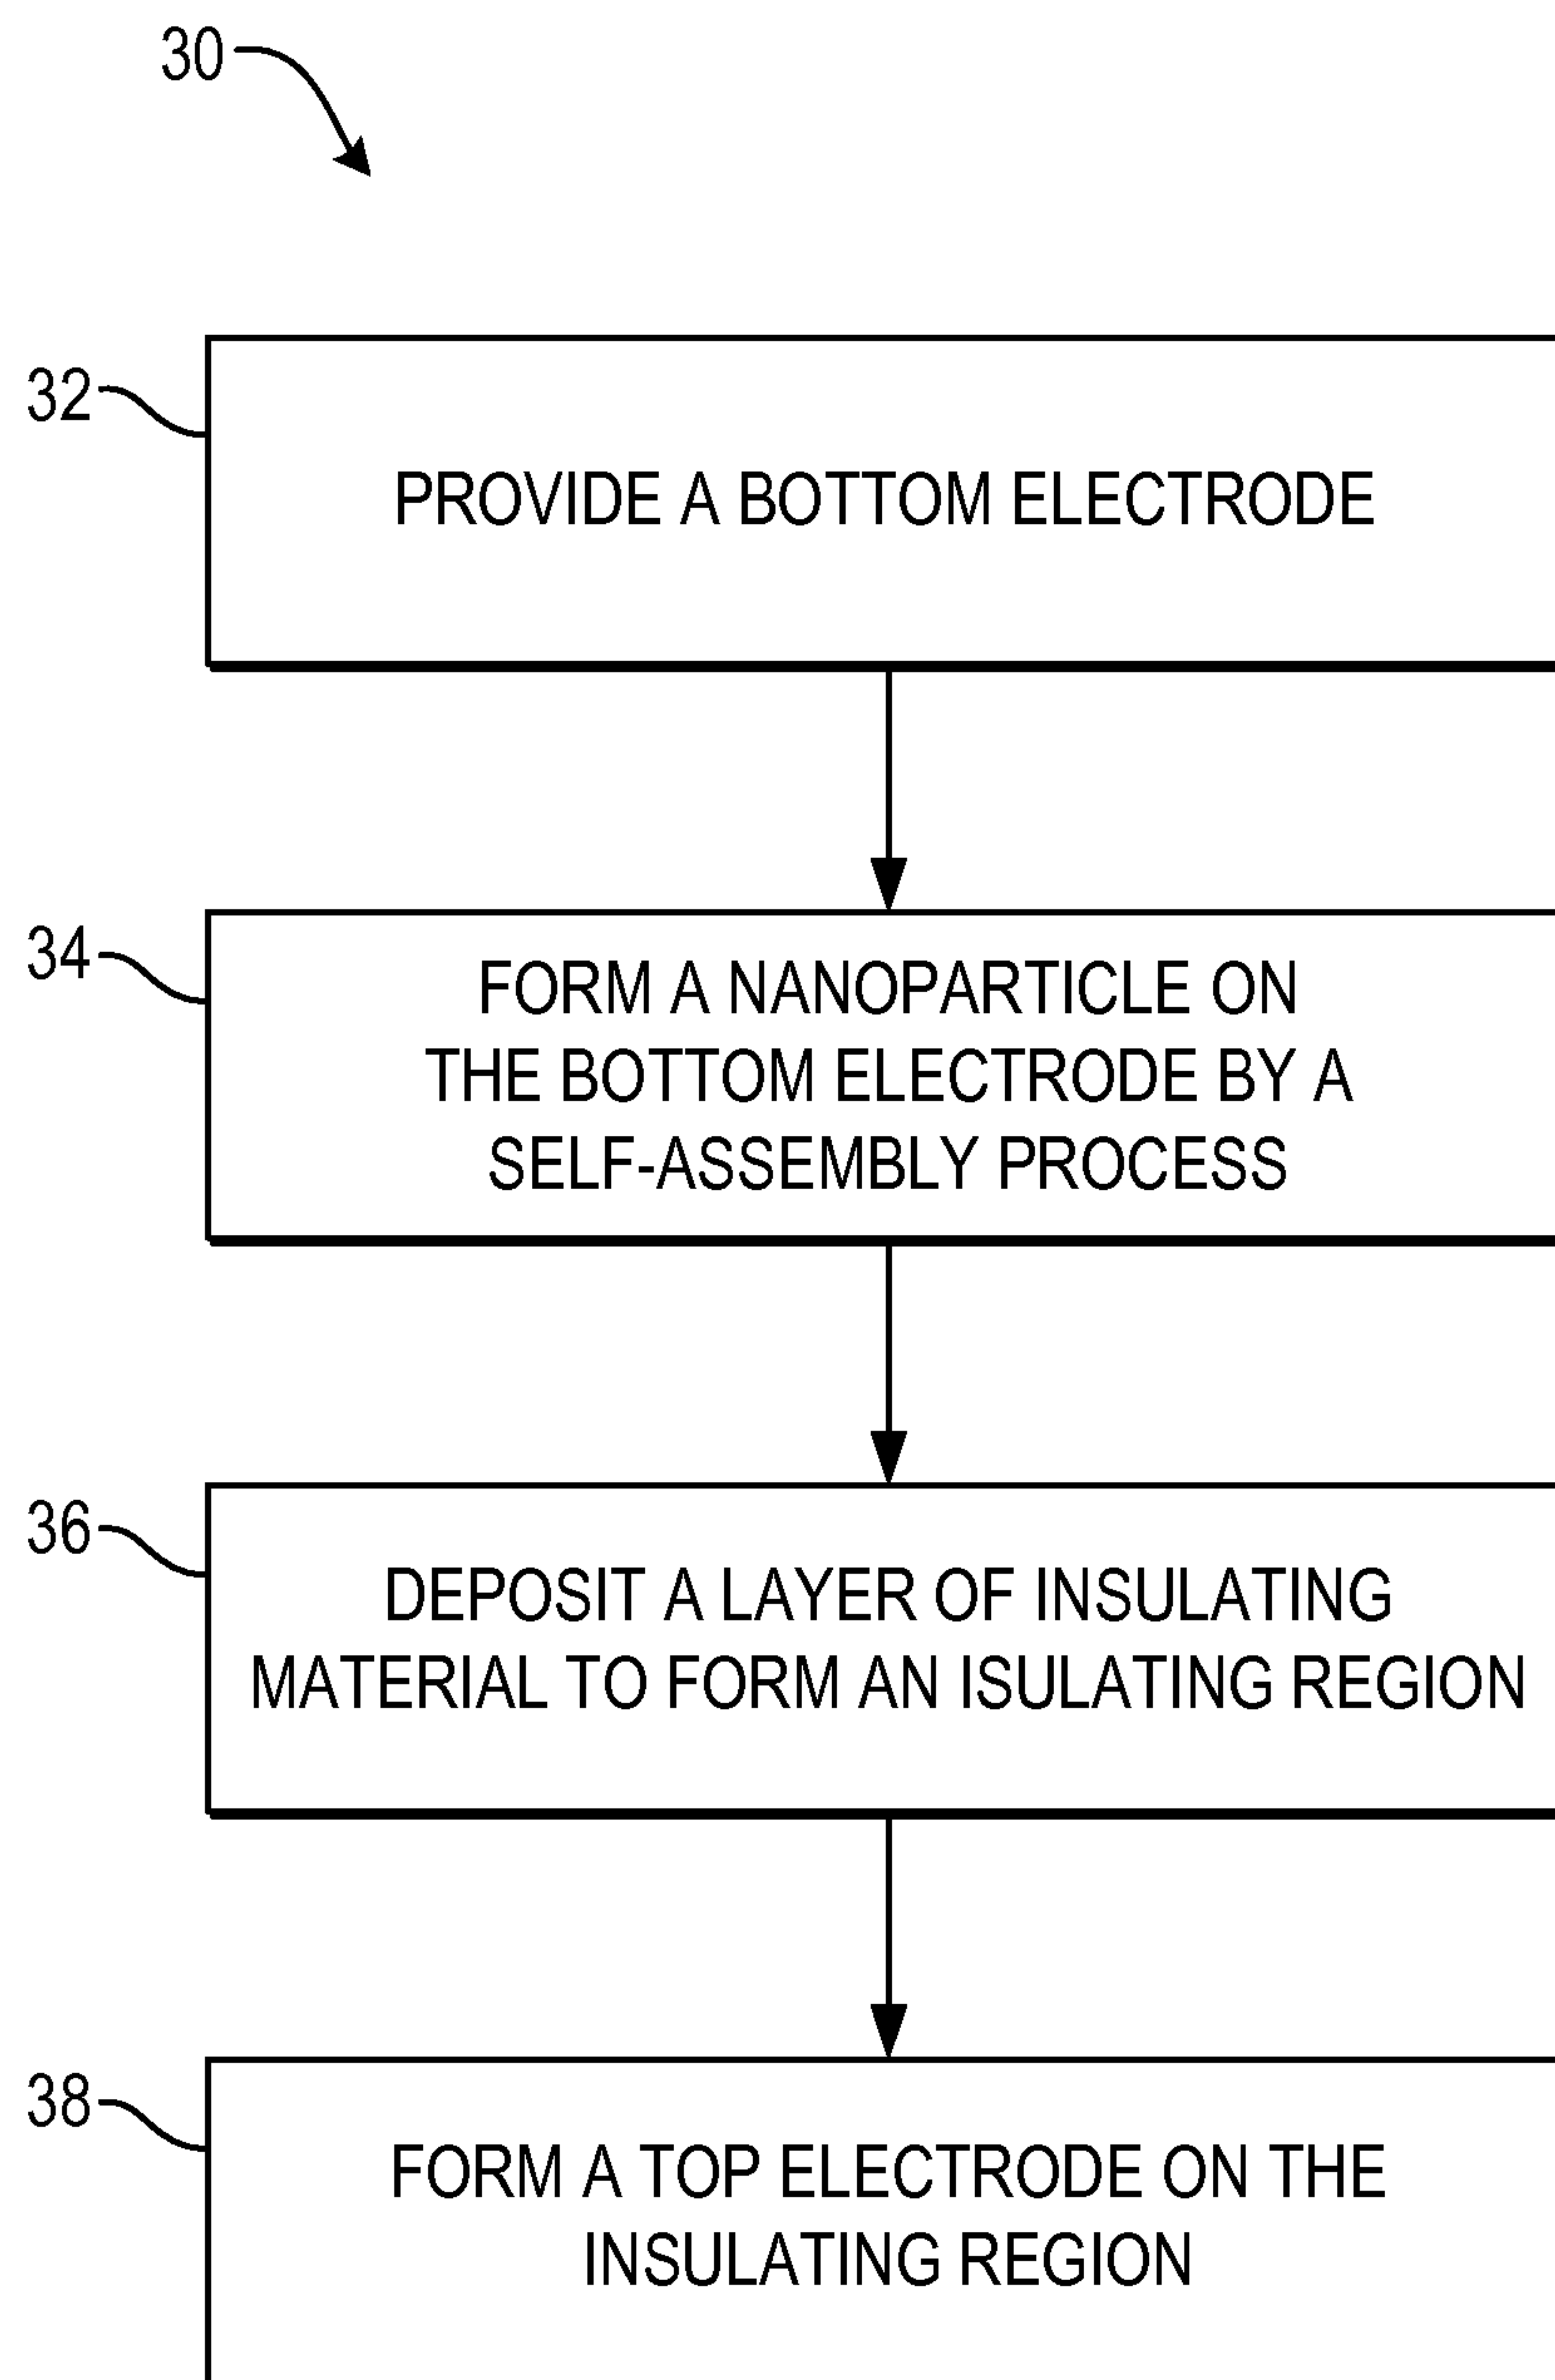 30
32
PROVIDE A BOTTOM ELECTRODE
34
FORM A NANOPARTICLE ON
THE BOTTOM ELECTRODE BY A
SELF-ASSEMBLY PROCESS
36
DEPOSIT A LAYER OF INSULATING
MATERIAL TO FORM AN ISULATING REGION
38
FORM A TOP ELECTRODE ON THE
INSULATING REGION